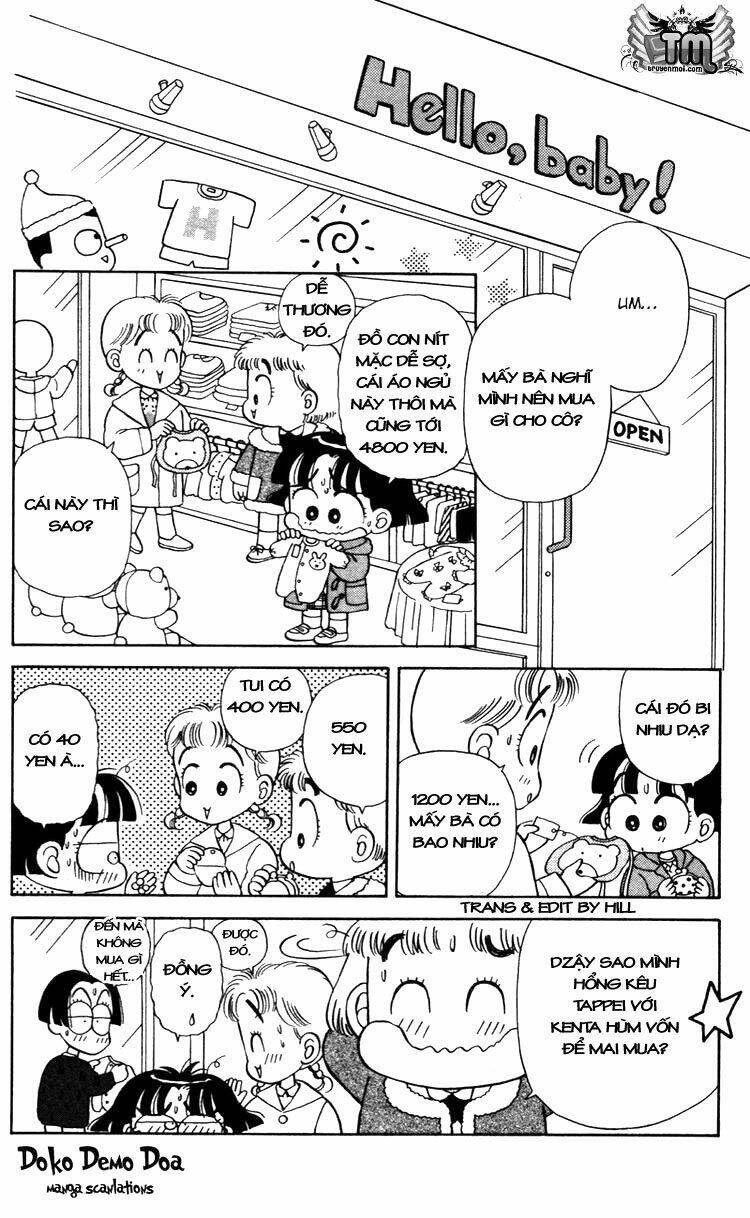 TM
truyenmoi.com
Hello, baby!
H
UM...
MẤY BÀ NGHĨ
MÌNH NÊN MUA
GÌ CHO CÔ?
OPEN
DỄ
THƯƠNG
ĐÓ.
ĐỒ CON NÍT
MẮC DỄ SỢ,
CÁI ÁO NGỦ
NÀY THÔI MÀ
CŨNG TỚI
4800 YEN.
CÁI NÀY THÌ
SAO?
CÁI ĐÓ BI
NHIU DẠ?
1200 YEN...
MẤY BÀ CÓ
BAO NHIU?
550
YEN.
TUI CÓ
400 YEN.
CÓ 40
YEN À...
TRANS & EDIT BY HILL
DZẬY SAO MÌNH
HỔNG KÊU
TAPPEI VỚI
KENTA HÙM VỐN
ĐỂ MAI MUA?
ĐƯỢC
ĐÓ.
ĐỒNG
Ý.
ĐẾN MÀ
KHÔNG
MUA GÌ
HẾT...
DOKO DEMO DOA
MANGA SCANLATIONS